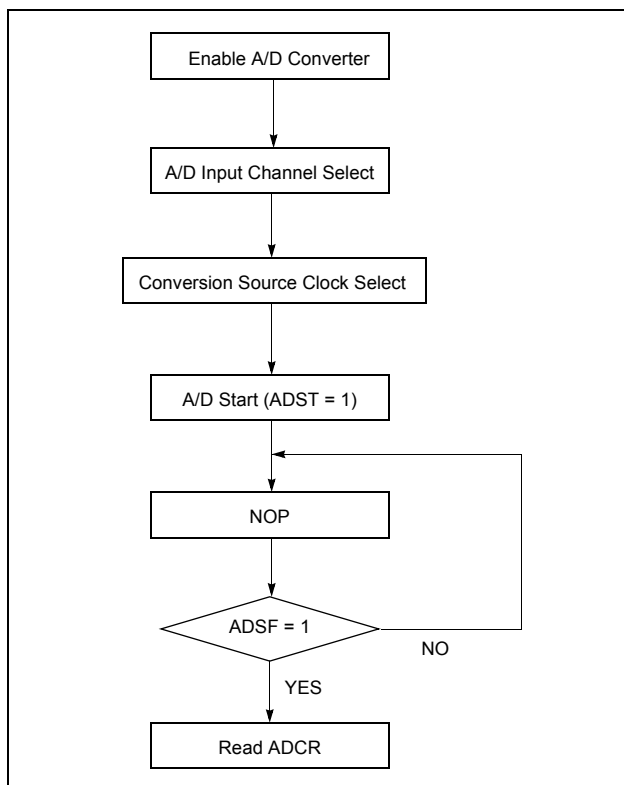 Enable A/D Converter
A/D Input Channel Select
Conversion Source Clock Select
A/D Start (ADST = 1)
NOP
ADSF = 1
NO
YES
Read ADCR